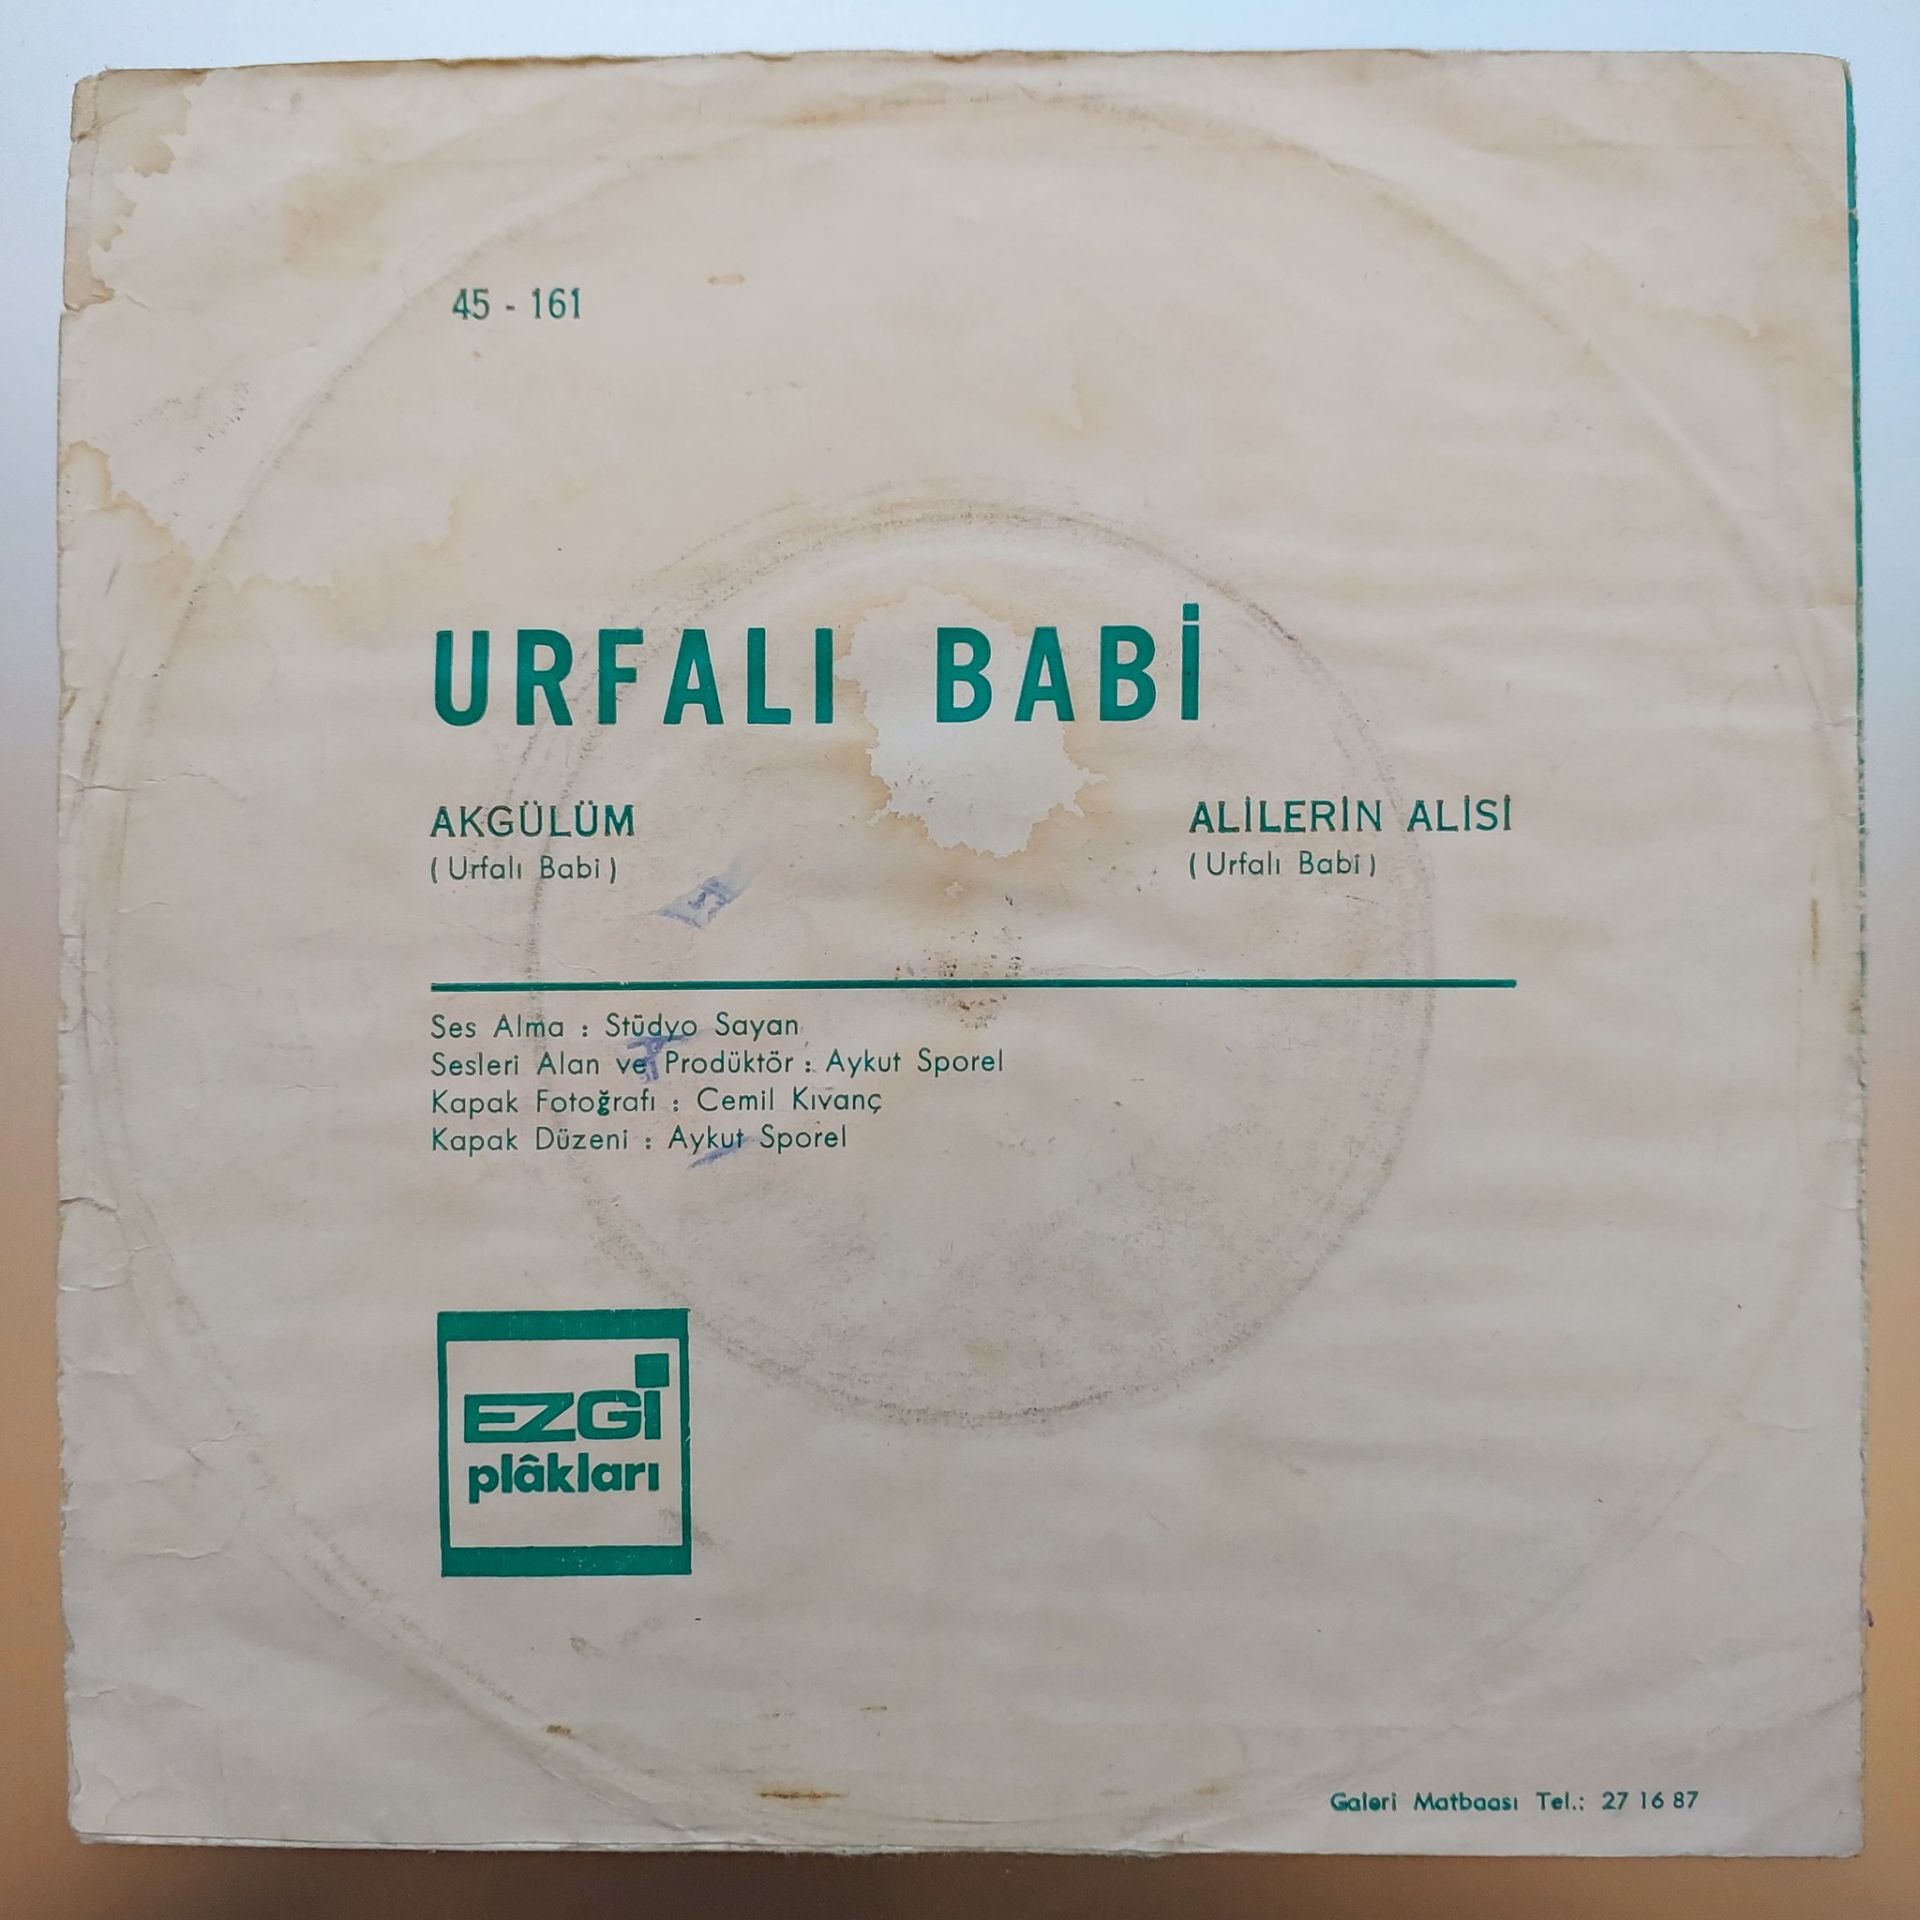 45 - 161
URFALI BABİ
AKGÜLÜM
(Urfalı Babi)
ALİLERİN ALİSİ
(Urfalı Babi)
Ses Alma : Stüdyo Sayan
Sesleri Alan ve Prodüktör : Aykut Sporel
Kapak Fotoğrafı : Cemil Kıvanç
Kapak Düzeni : Aykut Sporel
EZGİ
plâkları
Galeri Matbaası Tel.: 27 16 87